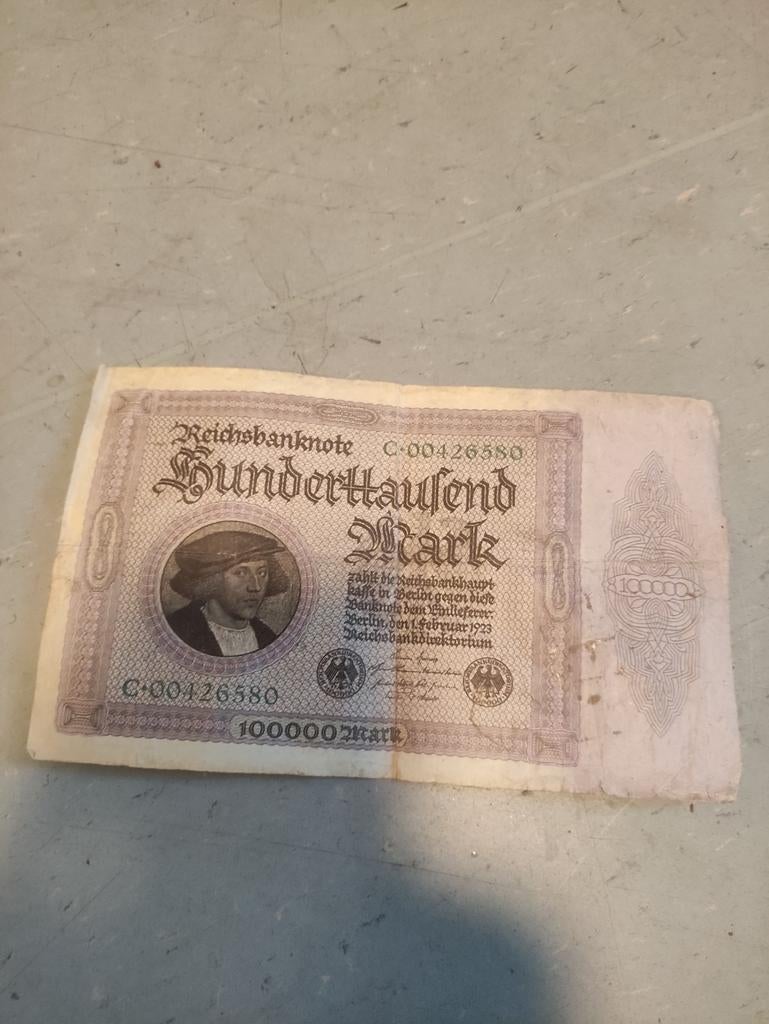 Reichsbanknote
C·00426580
Hunderttausend
Mark
zahlt die Reichsbankhaupt-
kasse in Berlin gegen diese
Banknote dem Einlieferer
Berlin, den 1. Februar 1923
Reichsbankdirektorium
C·00426580
100000 Mark
100000